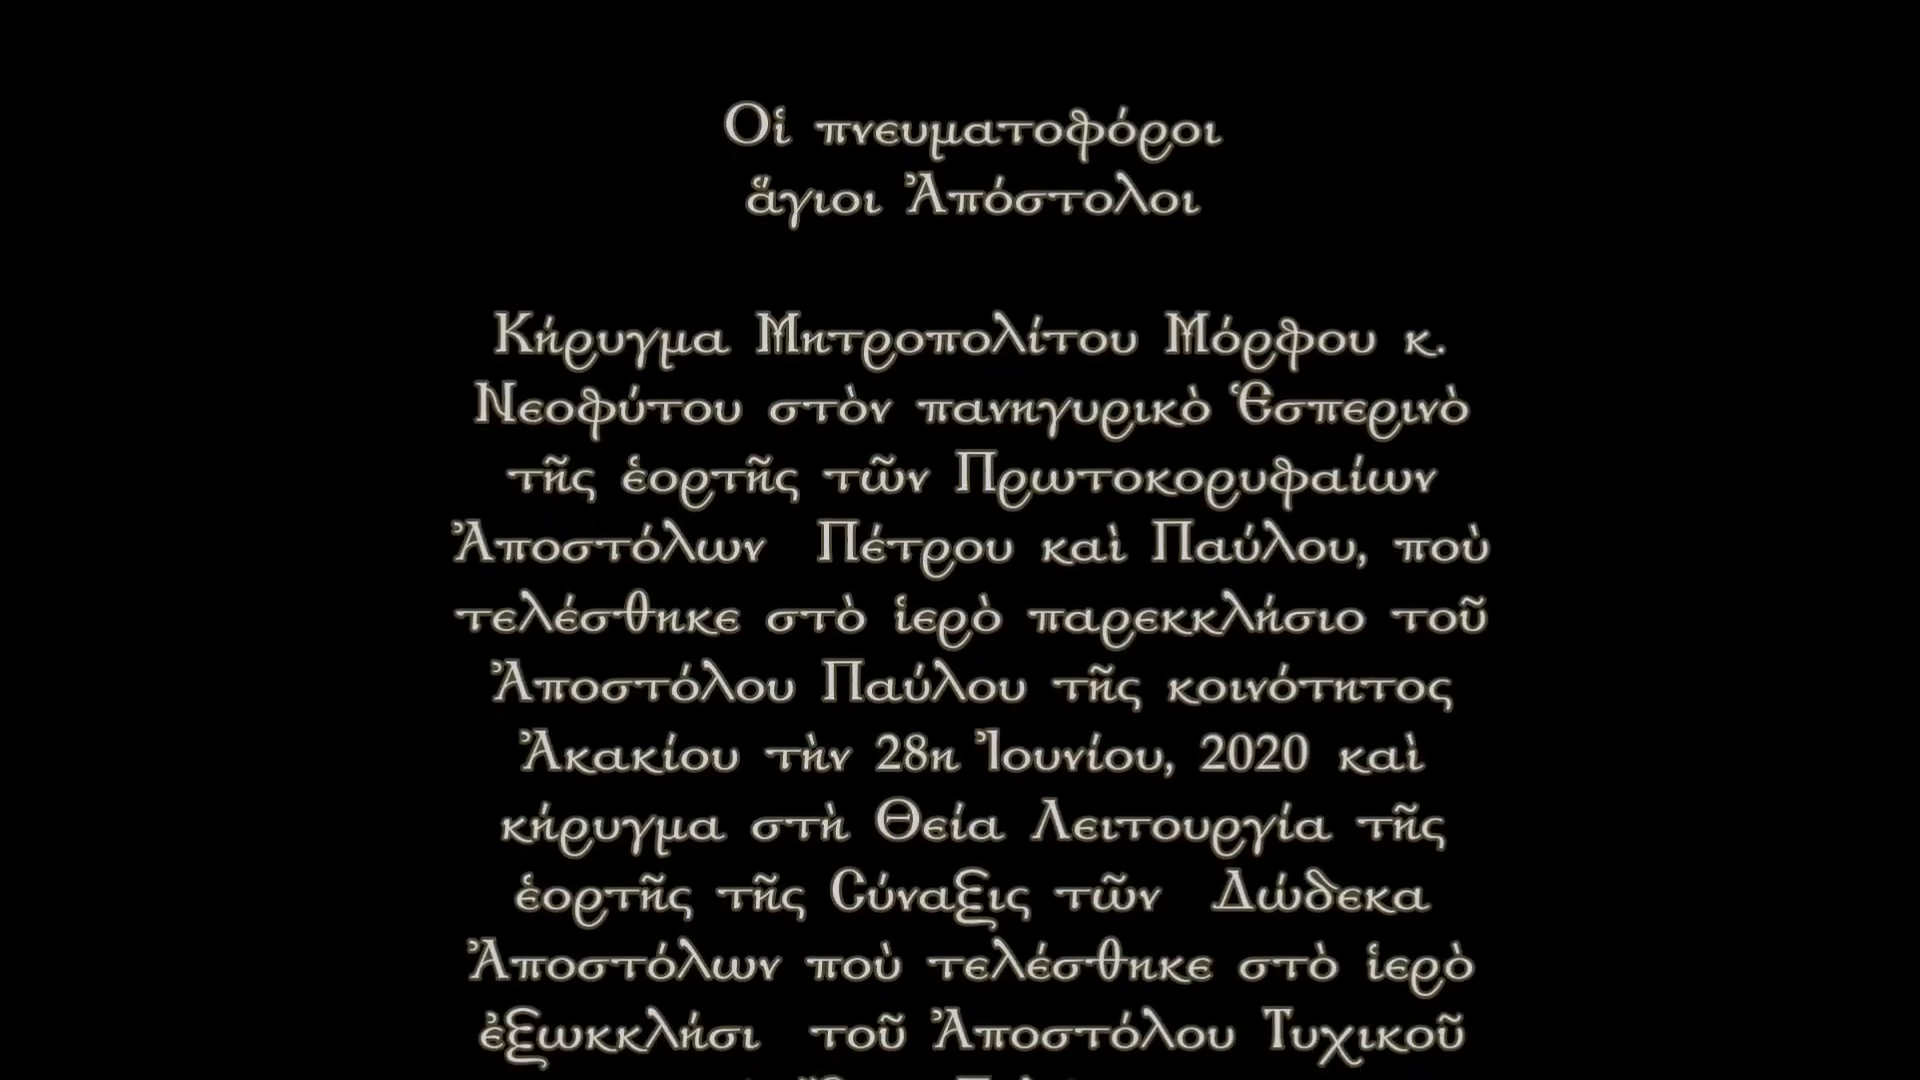 Οἱ πνευματοφόροι
ἅγιοι Ἀπόστολοι
Κήρυγμα Μητροπολίτου Μόρφου κ.
Νεοφύτου στὸν πανηγυρικὸ Ἑσπερινὸ
τῆς ἑορτῆς τῶν Πρωτοκορυφαίων
Ἀποστόλων Πέτρου καὶ Παύλου, ποὺ
τελέσθηκε στὸ ἱερὸ παρεκκλήσιο τοῦ
Ἀποστόλου Παύλου τῆς κοινότητος
Ἀκακίου τὴν 28η Ἰουνίου, 2020 καὶ
κήρυγμα στὴ Θεία Λειτουργία τῆς
ἑορτῆς τῆς Σύναξις τῶν Δώδεκα
Ἀποστόλων ποὺ τελέσθηκε στὸ ἱερὸ
ἐξωκκλήσι τοῦ Ἀποστόλου Τυχικοῦ